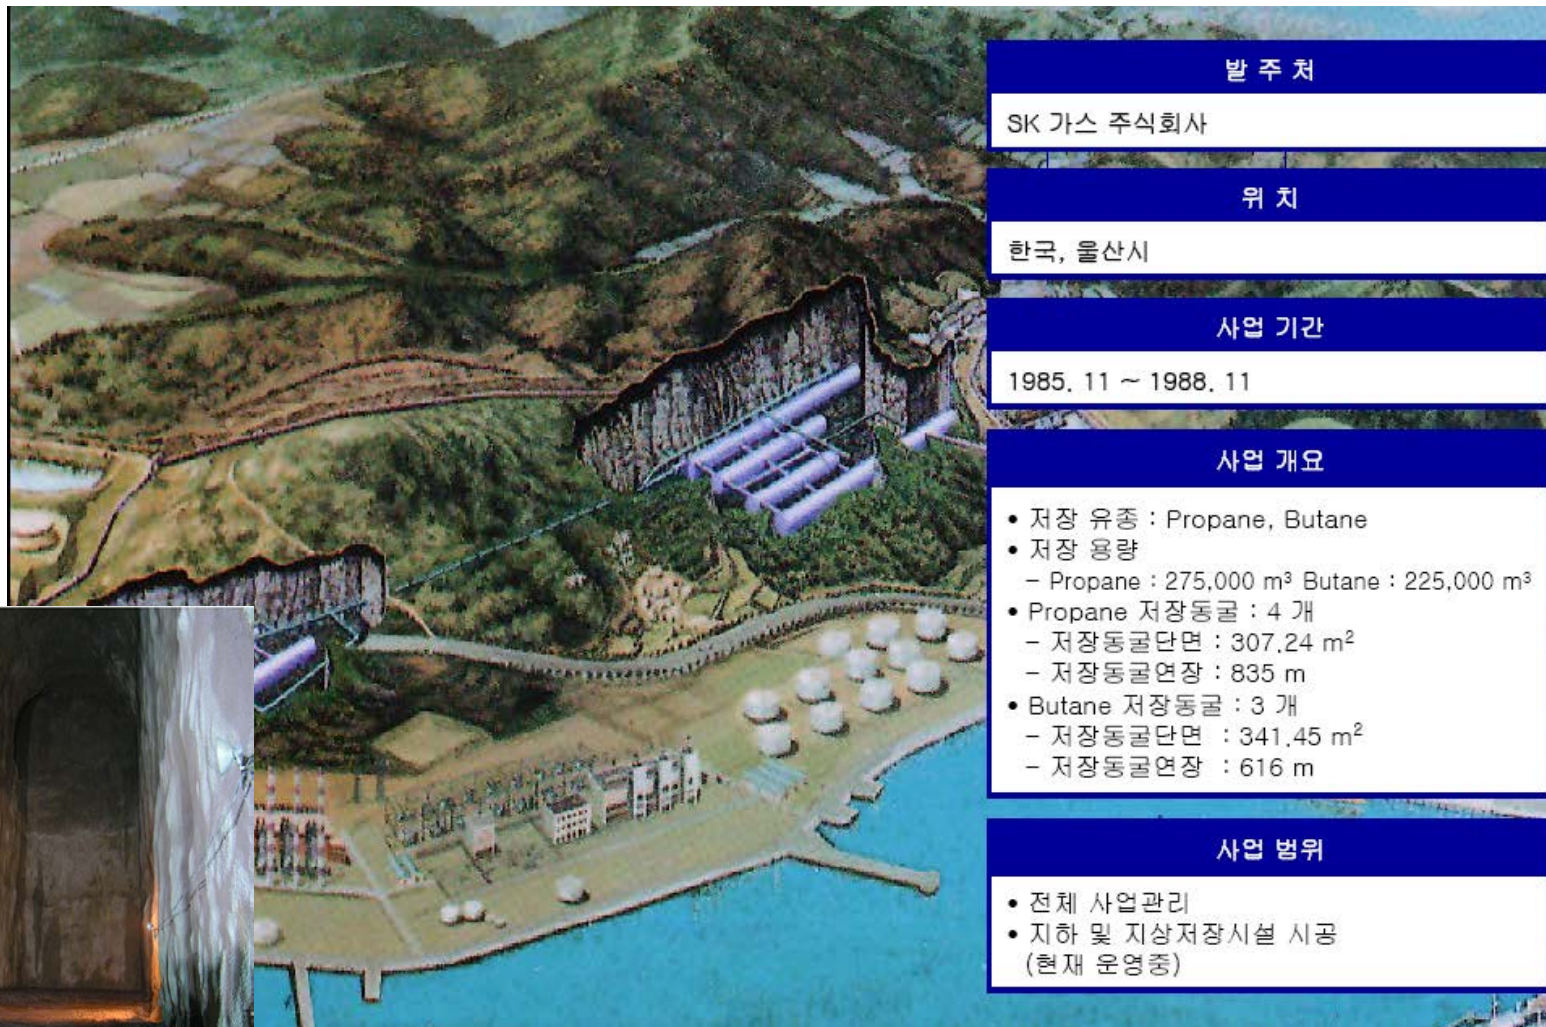 발 주 처
SK 가스 주식회사
위 치
한국, 울산시
사업 기간
1985. 11 ~ 1988. 11
사업 개요
• 저장 유종 : Propane, Butane
• 저장 용량
– Propane : 275,000 m³ Butane : 225,000 m³
• Propane 저장동굴 : 4 개
– 저장동굴단면 : 307.24 m²
– 저장동굴연장 : 835 m
• Butane 저장동굴 : 3 개
– 저장동굴단면 : 341.45 m²
– 저장동굴연장 : 616 m
사업 범위
• 전체 사업관리
• 지하 및 지상저장시설 시공
(현재 운영중)